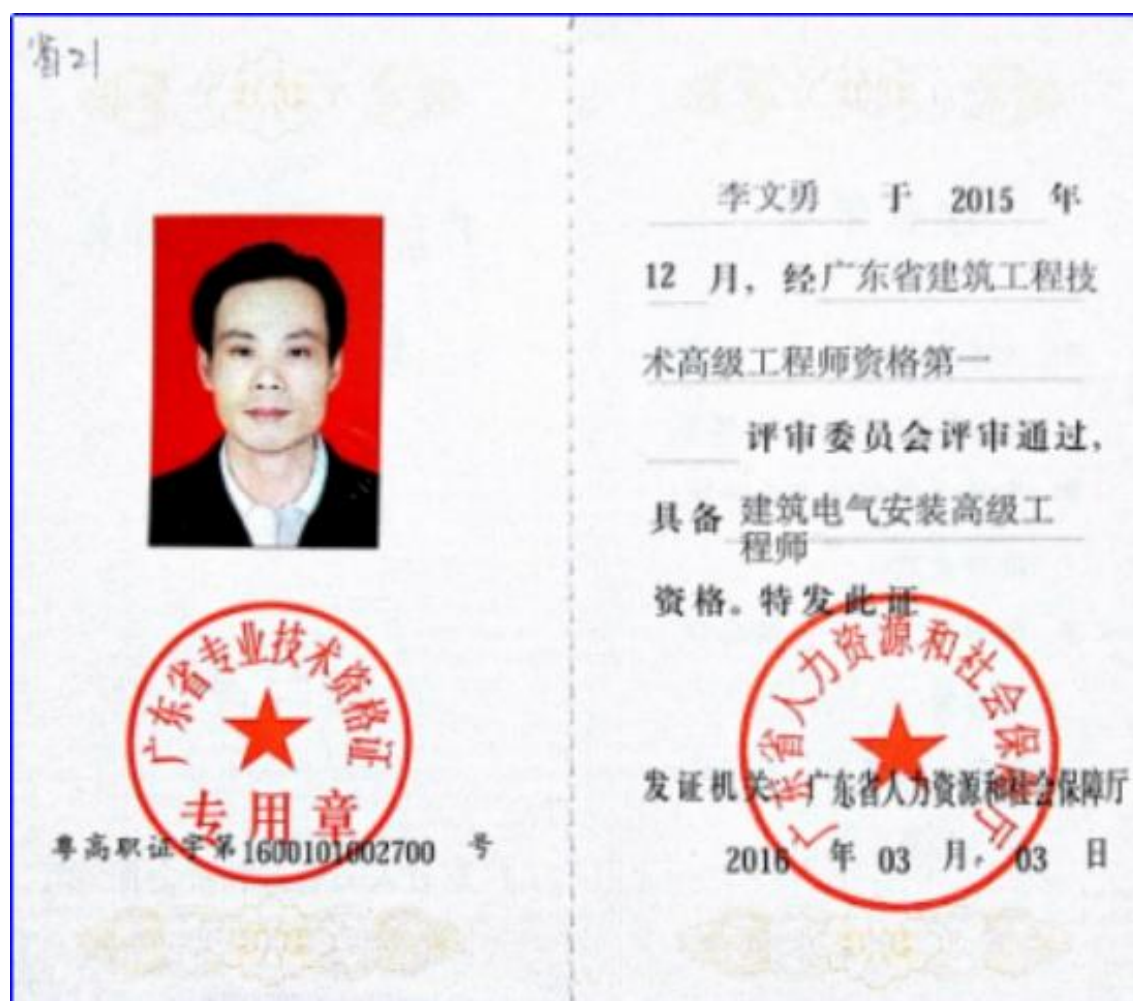 省21
广东省专业技术资格证
专用章
粤高职证字第1600101002700 号
李文勇 于 2015 年
12 月，经广东省建筑工程技
术高级工程师资格第一
评审委员会评审通过，
具备 建筑电气安装高级工
程师
资格。特发此证
广东省人力资源和社会保障厅
发证机关：广东省人力资源和社会保障厅
2016 年 03 月 03 日